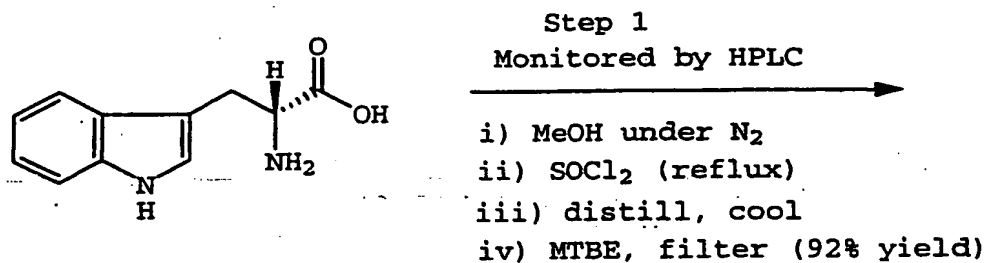 Step 1
Monitored by HPLC
H
O
OH
NH₂
N
H
i) MeOH under N₂
ii) SOCl₂ (reflux)
iii) distill, cool
iv) MTBE, filter (92% yield)